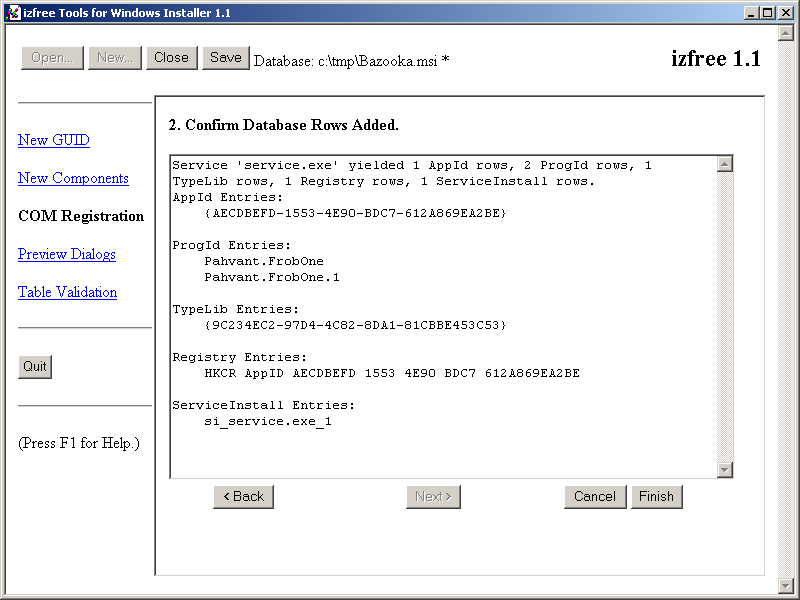 izfree Tools for Windows Installer 1.1
Open... New... Close Save Database: c:\tmp\Bazooka.msi * izfree 1.1
New GUID
New Components
COM Registration
Preview Dialogs
Table Validation
Quit
(Press F1 for Help.)
2. Confirm Database Rows Added.
Service 'service.exe' yielded 1 AppId rows, 2 ProgId rows, 1
TypeLib rows, 1 Registry rows, 1 ServiceInstall rows.
AppId Entries:
{AECDBEFD-1553-4E90-BDC7-612A869EA2BE}
ProgId Entries:
Pahvant.FrobOne
Pahvant.FrobOne.1
TypeLib Entries:
{9C234EC2-97D4-4C82-8DA1-81CBBE453C53}
Registry Entries:
HKCR AppID AECDBEFD 1553 4E90 BDC7 612A869EA2BE
ServiceInstall Entries:
si_service.exe_1
< Back Next > Cancel Finish